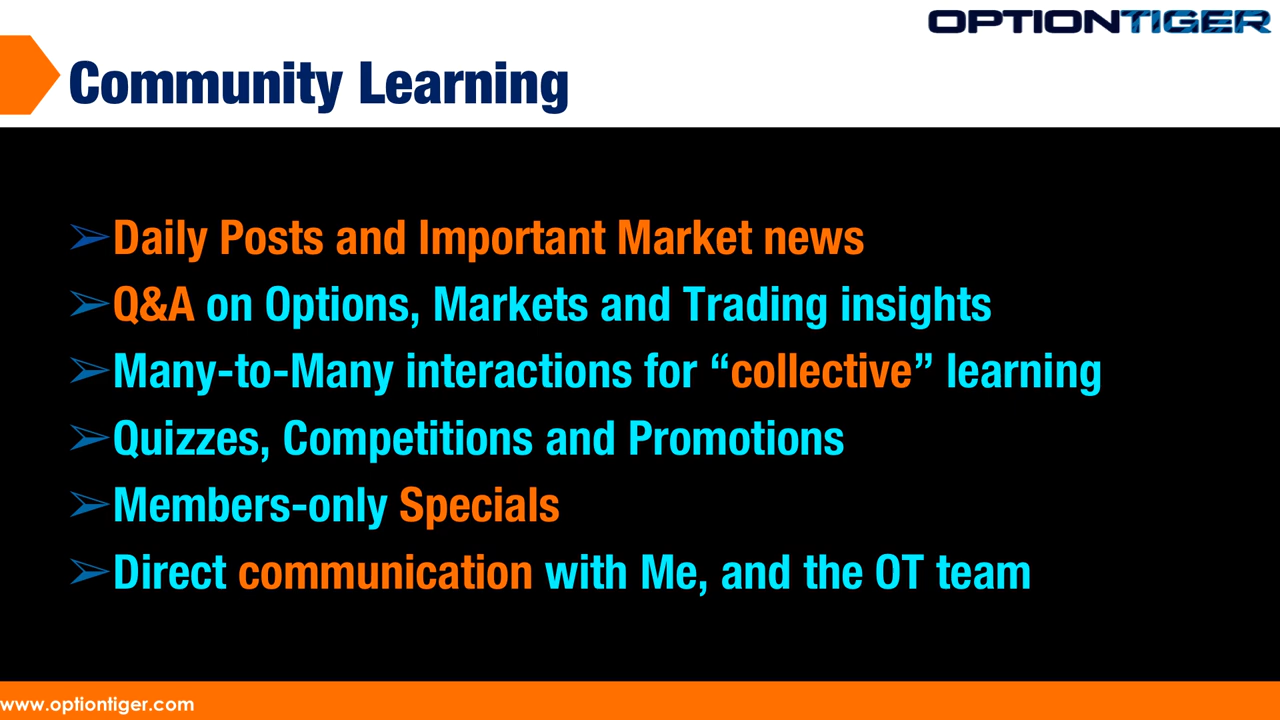 OPTIONTIGER
Community Learning
➢Daily Posts and Important Market news
➢Q&A on Options, Markets and Trading insights
➢Many-to-Many interactions for “collective” learning
➢Quizzes, Competitions and Promotions
➢Members-only Specials
➢Direct communication with Me, and the OT team
www.optiontiger.com